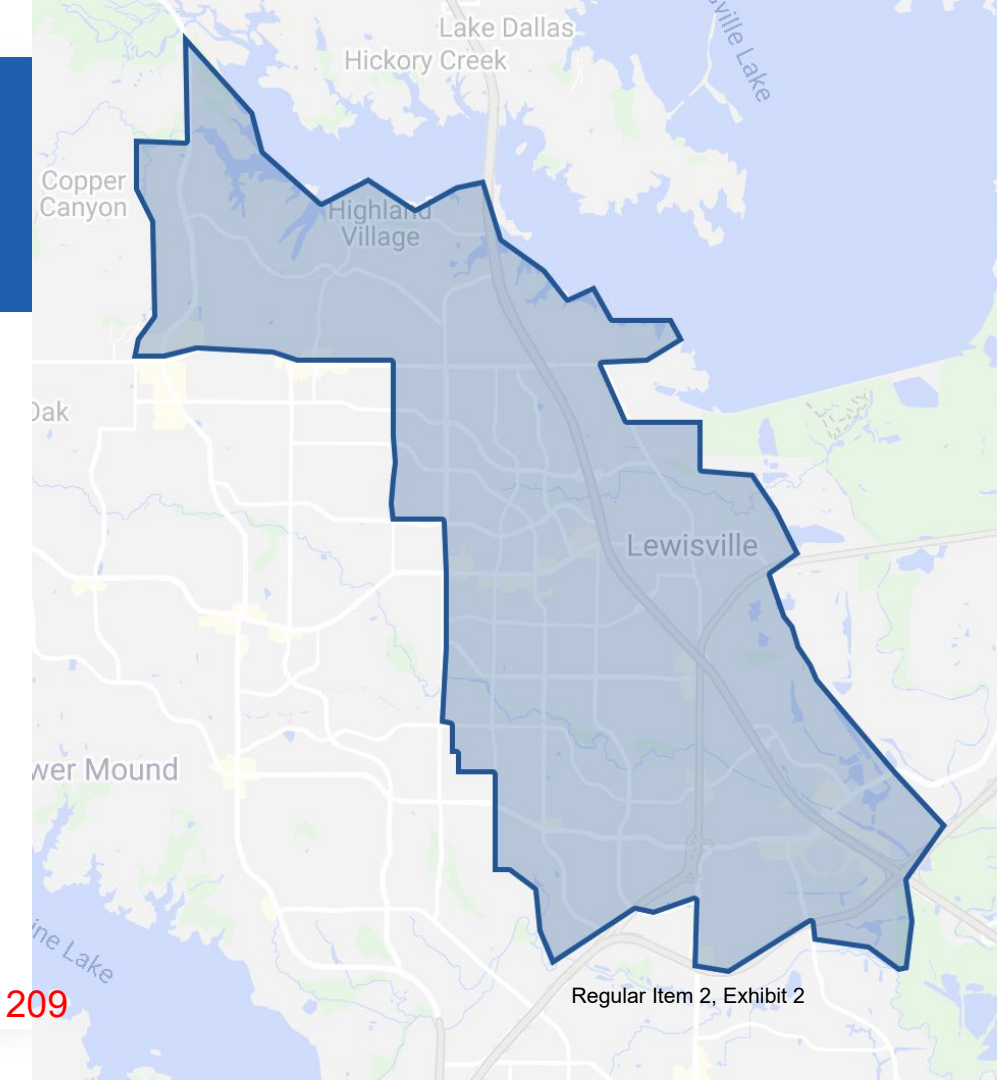 Lake Dallas
Hickory Creek
ville Lake
Copper
Canyon
Highland
Village
Oak
Lewisville
wer Mound
ine Lake
209
Regular Item 2, Exhibit 2